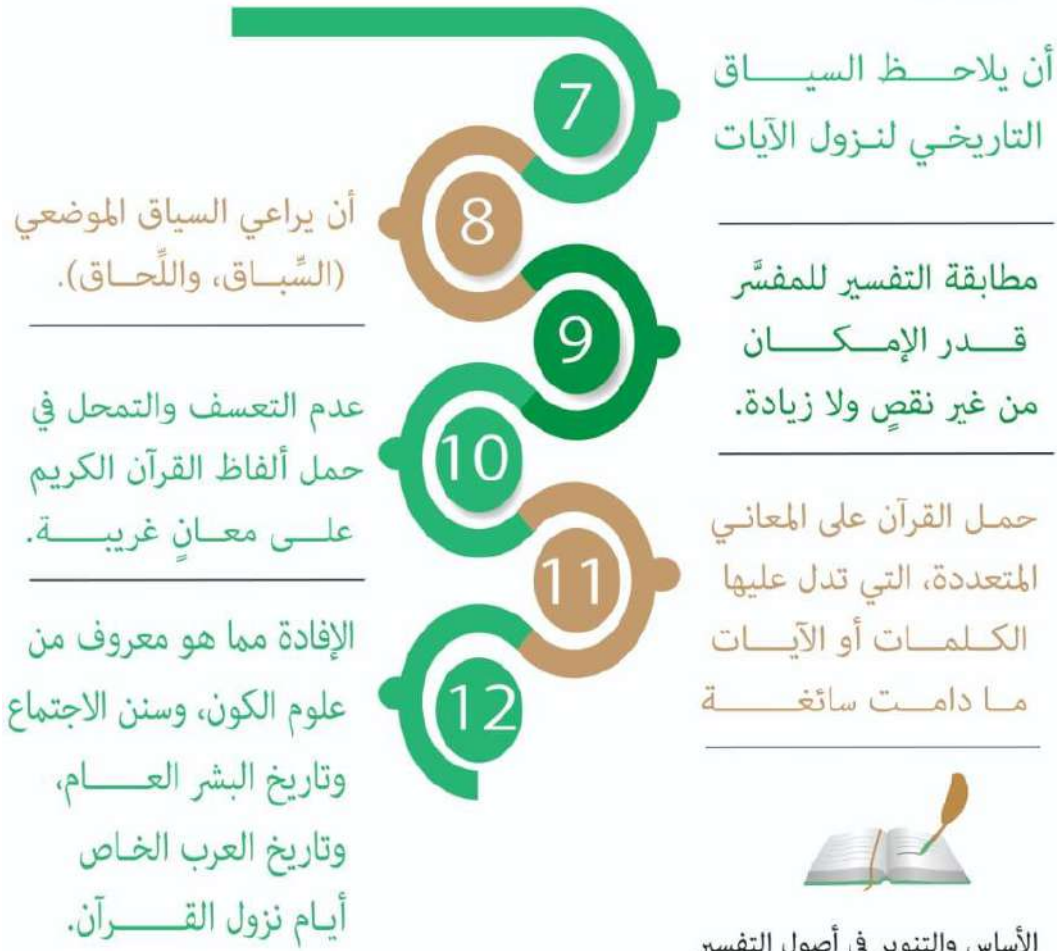 7
أن يلاحظ السياق
التاريخي لنزول الآيات
8
أن يراعي السياق الموضعي
(السِّباق، واللِّحاق).
9
مطابقة التفسير للمفسَّر
قدر الإمكان
من غير نقصٍ ولا زيادة.
10
عدم التعسف والتمحل في
حمل ألفاظ القرآن الكريم
على معانٍ غريبة.
11
حمل القرآن على المعاني
المتعددة، التي تدل عليها
الكلمات أو الآيات
ما دامت سائغة
12
الإفادة مما هو معروف من
علوم الكون، وسنن الاجتماع
وتاريخ البشر العام،
وتاريخ العرب الخاص
أيام نزول القرآن.
الأساس والتنوير في أصول التفسير